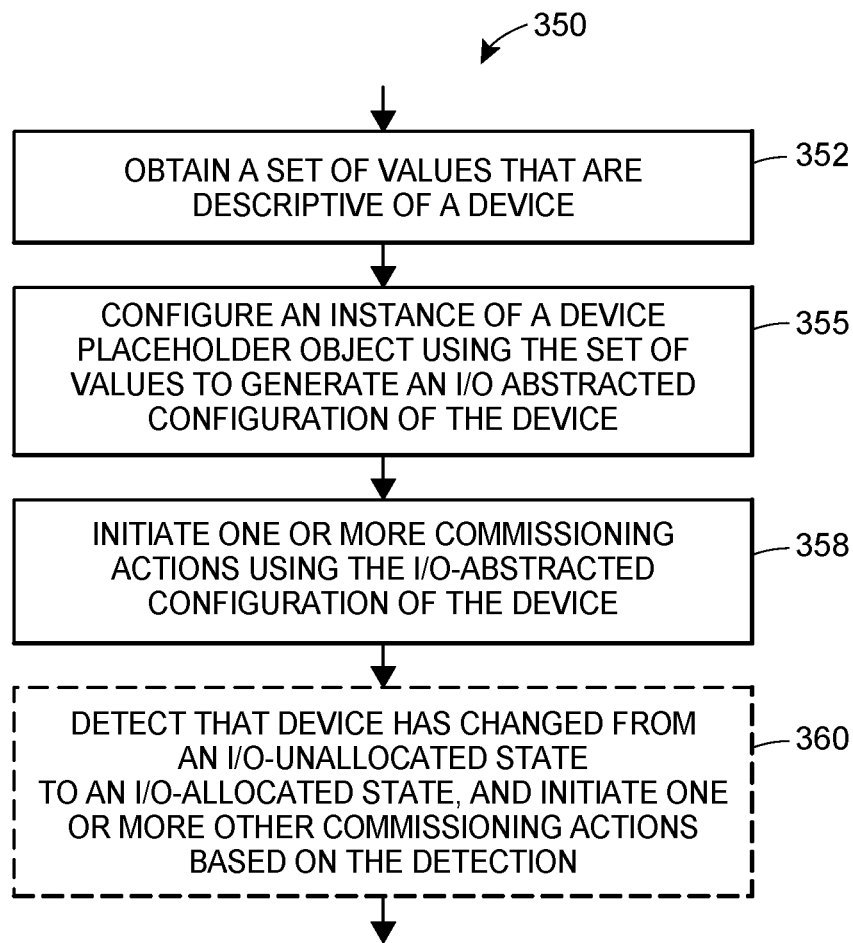 350
OBTAIN A SET OF VALUES THAT ARE
DESCRIPTIVE OF A DEVICE
352
CONFIGURE AN INSTANCE OF A DEVICE
PLACEHOLDER OBJECT USING THE SET OF
VALUES TO GENERATE AN I/O ABSTRACTED
CONFIGURATION OF THE DEVICE
355
INITIATE ONE OR MORE COMMISSIONING
ACTIONS USING THE I/O-ABSTRACTED
CONFIGURATION OF THE DEVICE
358
DETECT THAT DEVICE HAS CHANGED FROM
AN I/O-UNALLOCATED STATE
TO AN I/O-ALLOCATED STATE, AND INITIATE ONE
OR MORE OTHER COMMISSIONING ACTIONS
BASED ON THE DETECTION
360